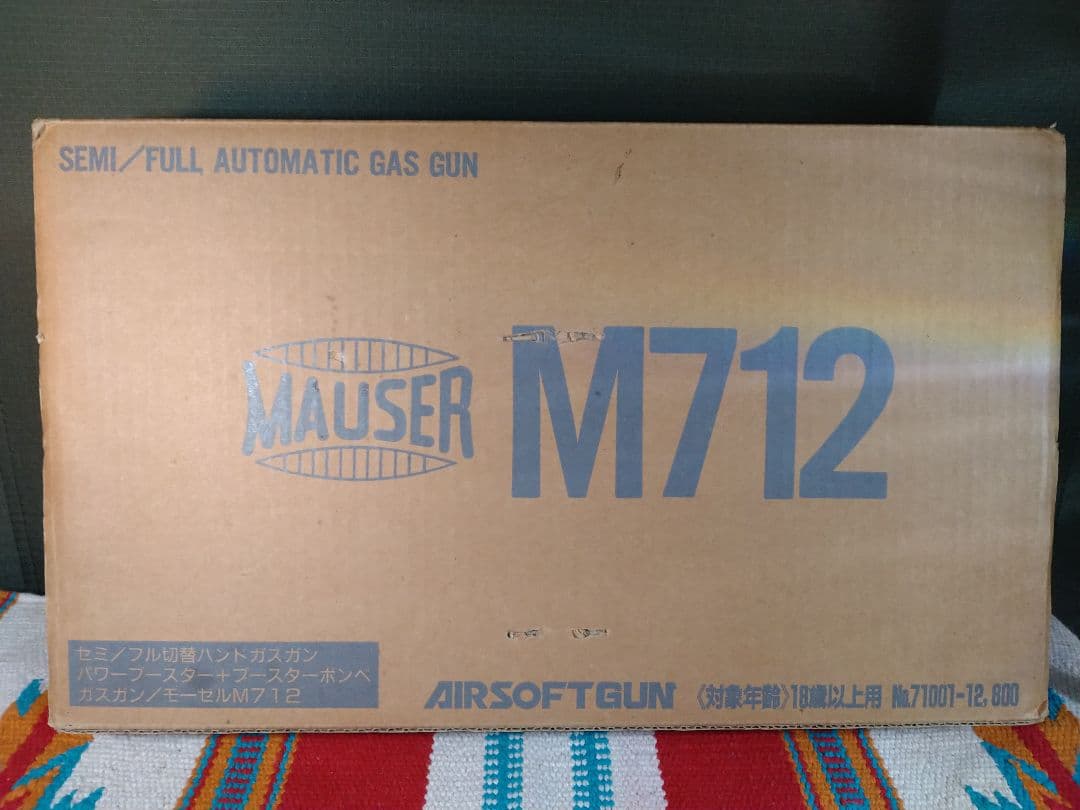 SEMI/FULL AUTOMATIC GAS GUN
MAUSER
M712
セミ/フル切替ハンドガスガン
パワーブースター+ブースターボンベ
ガスガン/モーゼルM712
AIRSOFTGUN 〈対象年齢〉18歳以上用 №71001-12,800